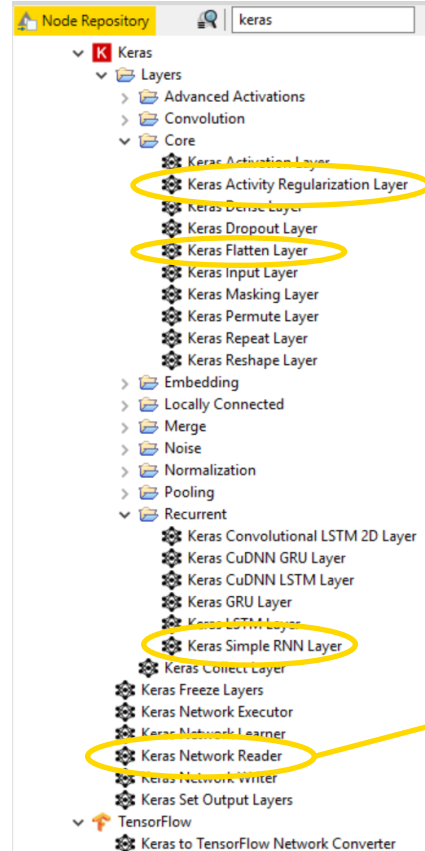 Node Repository
keras
K Keras
Layers
Advanced Activations
Convolution
Core
Keras Activation Layer
Keras Activity Regularization Layer
Keras Dense Layer
Keras Dropout Layer
Keras Flatten Layer
Keras Input Layer
Keras Masking Layer
Keras Permute Layer
Keras Repeat Layer
Keras Reshape Layer
Embedding
Locally Connected
Merge
Noise
Normalization
Pooling
Recurrent
Keras Convolutional LSTM 2D Layer
Keras CuDNN GRU Layer
Keras CuDNN LSTM Layer
Keras GRU Layer
Keras LSTM Layer
Keras Simple RNN Layer
Keras Collect Layer
Keras Freeze Layers
Keras Network Executor
Keras Network Learner
Keras Network Reader
Keras Network Writer
Keras Set Output Layers
TensorFlow
Keras to TensorFlow Network Converter